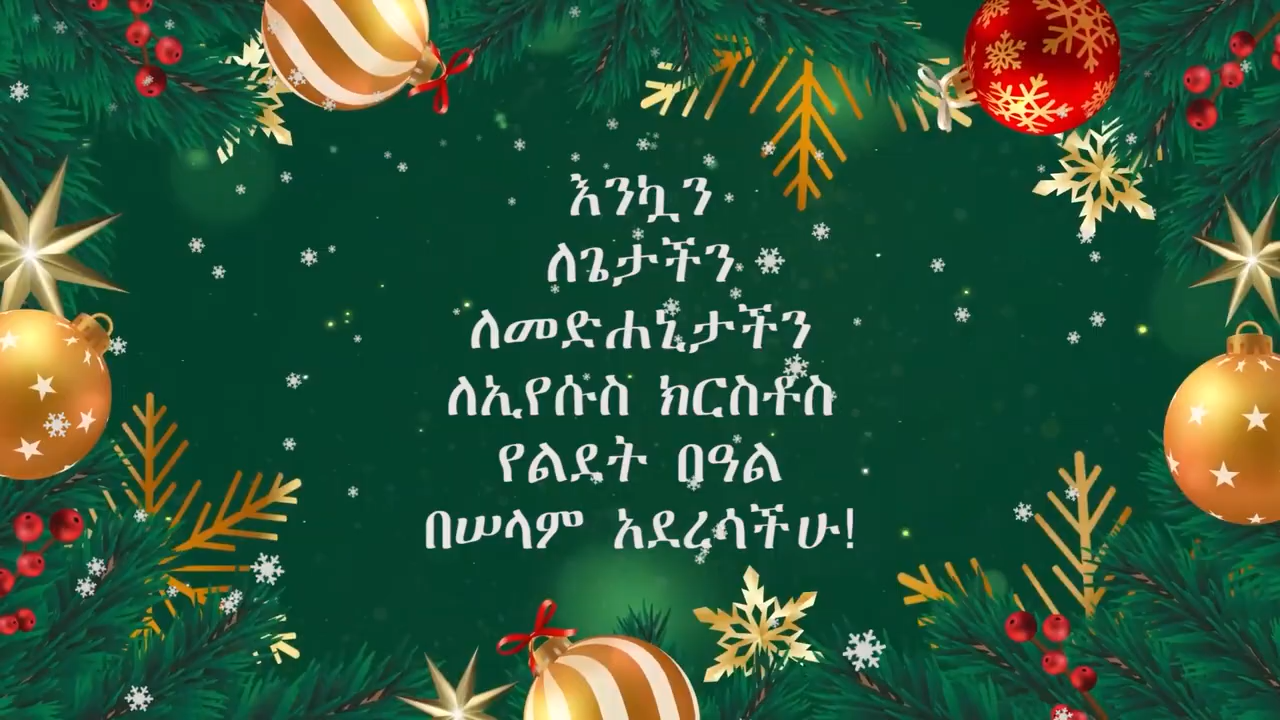 እንኳን
ለጌታችን
ለመድሐኒታችን
ለኢየሱስ ክርስቶስ
የልደት በዓል
በሠላም አደረሳችሁ!